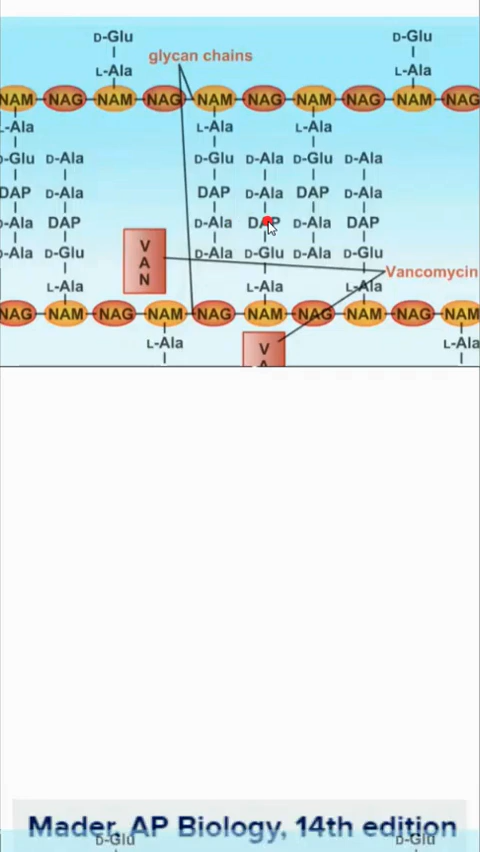 D-Glu D-Glu
glycan chains
L-Ala L-Ala
NAM NAG NAM NAG NAM NAG NAM NAM NAG
L-Ala L-Ala L-Ala
D-Glu D-Ala D-Glu D-Ala D-Glu D-Ala
DAP D-Ala DAP D-Ala DAP D-Ala
D-Ala DAP D-Ala DAP D-Ala DAP
VAN
D-Ala D-Glu D-Ala D-Glu D-Ala D-Glu
Vancomycin
L-Ala L-Ala L-Ala
NAG NAM NAG NAM NAG NAM NAG NAM NAG NAM
L-Ala L-Ala
V
Mader, AP Biology, 14th edition
D-Glu D-Glu